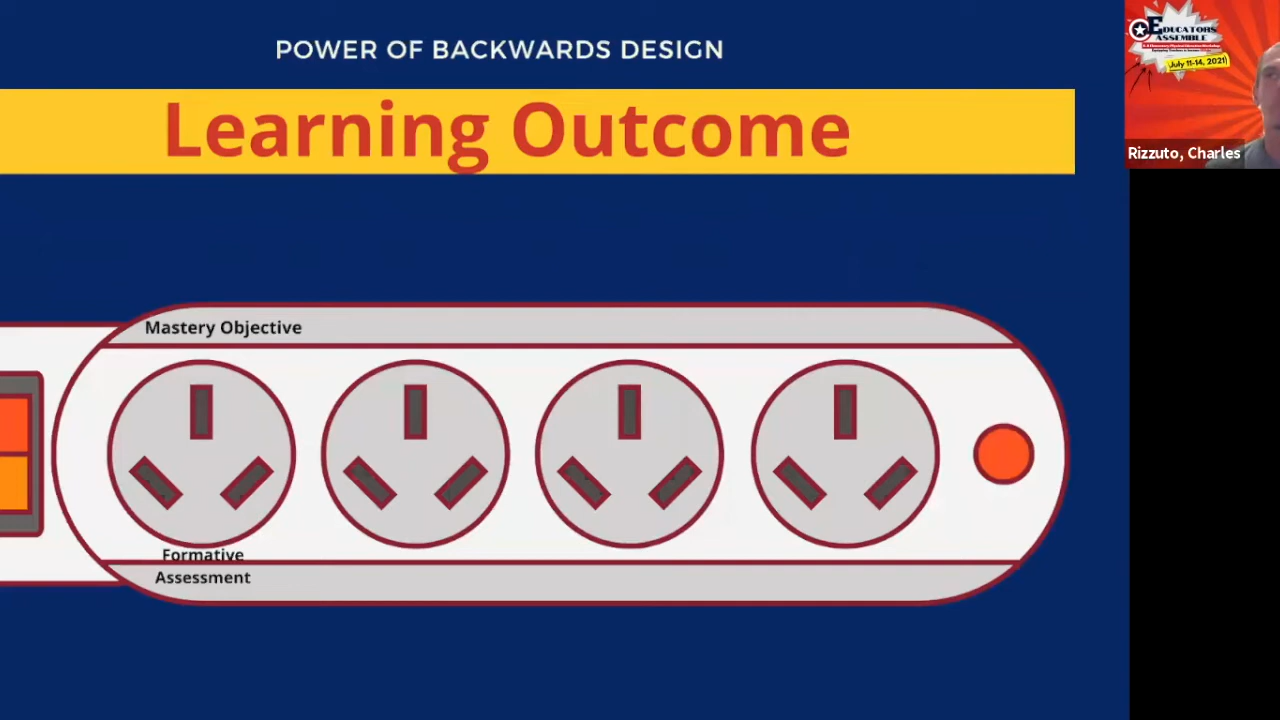 POWER OF BACKWARDS DESIGN
Learning Outcome
EDUCATORS
ASSEMBLE
July 11-14, 2021
Rizzuto, Charles
Mastery Objective
Formative
Assessment